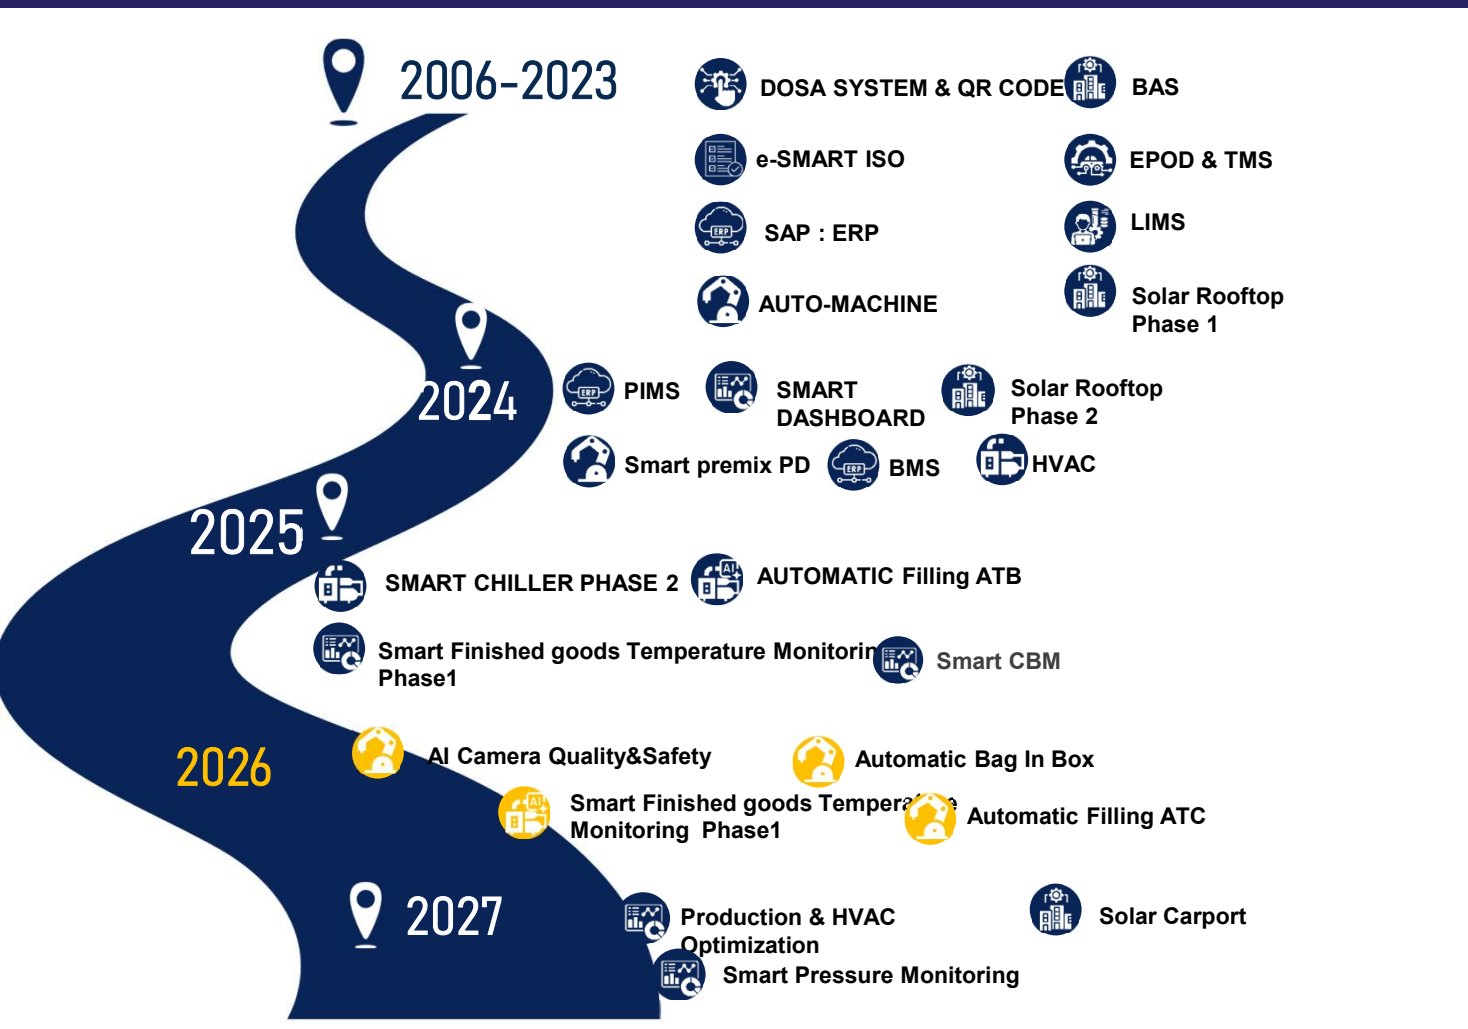 2006-2023
DOSA SYSTEM & QR CODE
BAS
e-SMART ISO
EPOD & TMS
SAP : ERP
LIMS
AUTO-MACHINE
Solar Rooftop
Phase 1
2024
PIMS
SMART
DASHBOARD
Solar Rooftop
Phase 2
Smart premix PD
BMS
HVAC
2025
SMART CHILLER PHASE 2
AUTOMATIC Filling ATB
Smart Finished goods Temperature Monitorin
Phase1
Smart CBM
2026
AI Camera Quality&Safety
Automatic Bag In Box
Smart Finished goods Temperature
Monitoring Phase1
Automatic Filling ATC
2027
Production & HVAC
Optimization
Solar Carport
Smart Pressure Monitoring